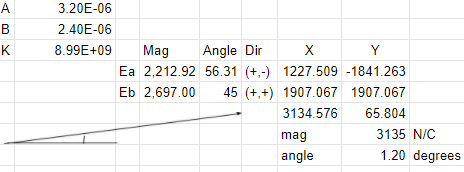 A 3.20E-06
B 2.40E-06
K 8.99E+09 Mag Angle Dir X Y
Ea 2,212.92 56.31 (+,-) 1227.509 -1841.263
Eb 2,697.00 45 (+,+) 1907.067 1907.067
3134.576 65.804
mag 3135 N/C
angle 1.20 degrees